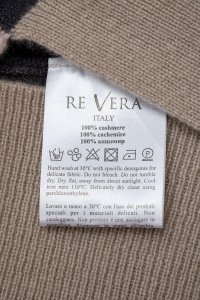 RE VERA
ITALY
100% cashmere
100% cachemire
100% кашемир
Hand wash at 30°C with specific detergents for
delicate fabric. Do not bleach. Do not tumble
dry. Dry flat, away from direct sunlight. Cool
iron max 110°C. Delicately dry clean using
perchlorethylene.
Lavare a mano a 30°C con l'uso dei prodotti
speciali per i materiali delicati. Non
candeggiare. Non